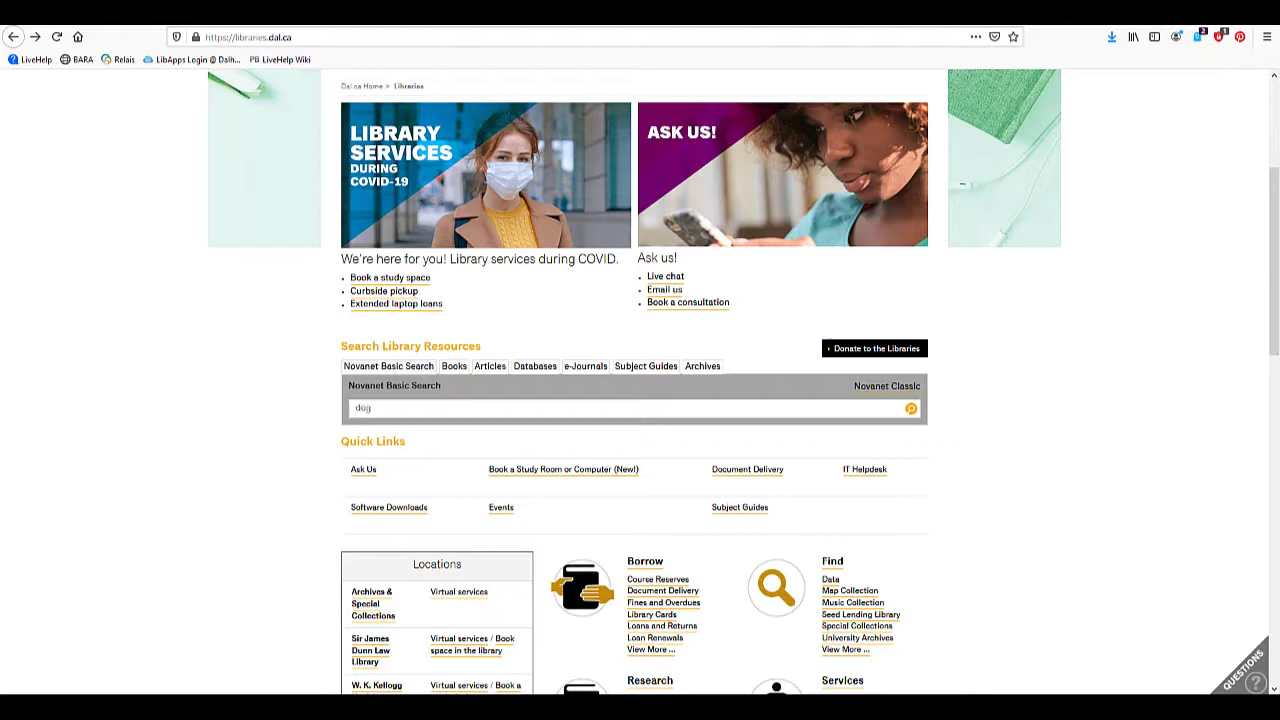 https://libraries.dal.ca
2
1
LiveHelp
BARA
Relais
LibApps Login @ Dalh...
PB LiveHelp Wiki
Dal.ca Home > Libraries
LIBRARY
SERVICES
DURING
COVID-19
We're here for you! Library services during COVID.
Book a study space
Curbside pickup
Extended laptop loans
ASK US!
Ask us!
Live chat
Email us
Book a consultation
Search Library Resources
Donate to the Libraries
Novanet Basic Search Books Articles Databases e-Journals Subject Guides Archives
Novanet Basic Search
Novanet Classic
dog
Quick Links
Ask Us
Book a Study Room or Computer (New!)
Document Delivery
IT Helpdesk
Software Downloads
Events
Subject Guides
Locations
Archives &
Special
Collections
Virtual services
Sir James
Dunn Law
Library
Virtual services / Book
space in the library
W. K. Kellogg
Virtual services / Book a
Borrow
Course Reserves
Document Delivery
Fines and Overdues
Library Cards
Loans and Returns
Loan Renewals
View More ...
Find
Data
Map Collection
Music Collection
Seed Lending Library
Special Collections
University Archives
View More ...
Research
Services
QUESTIONS
?